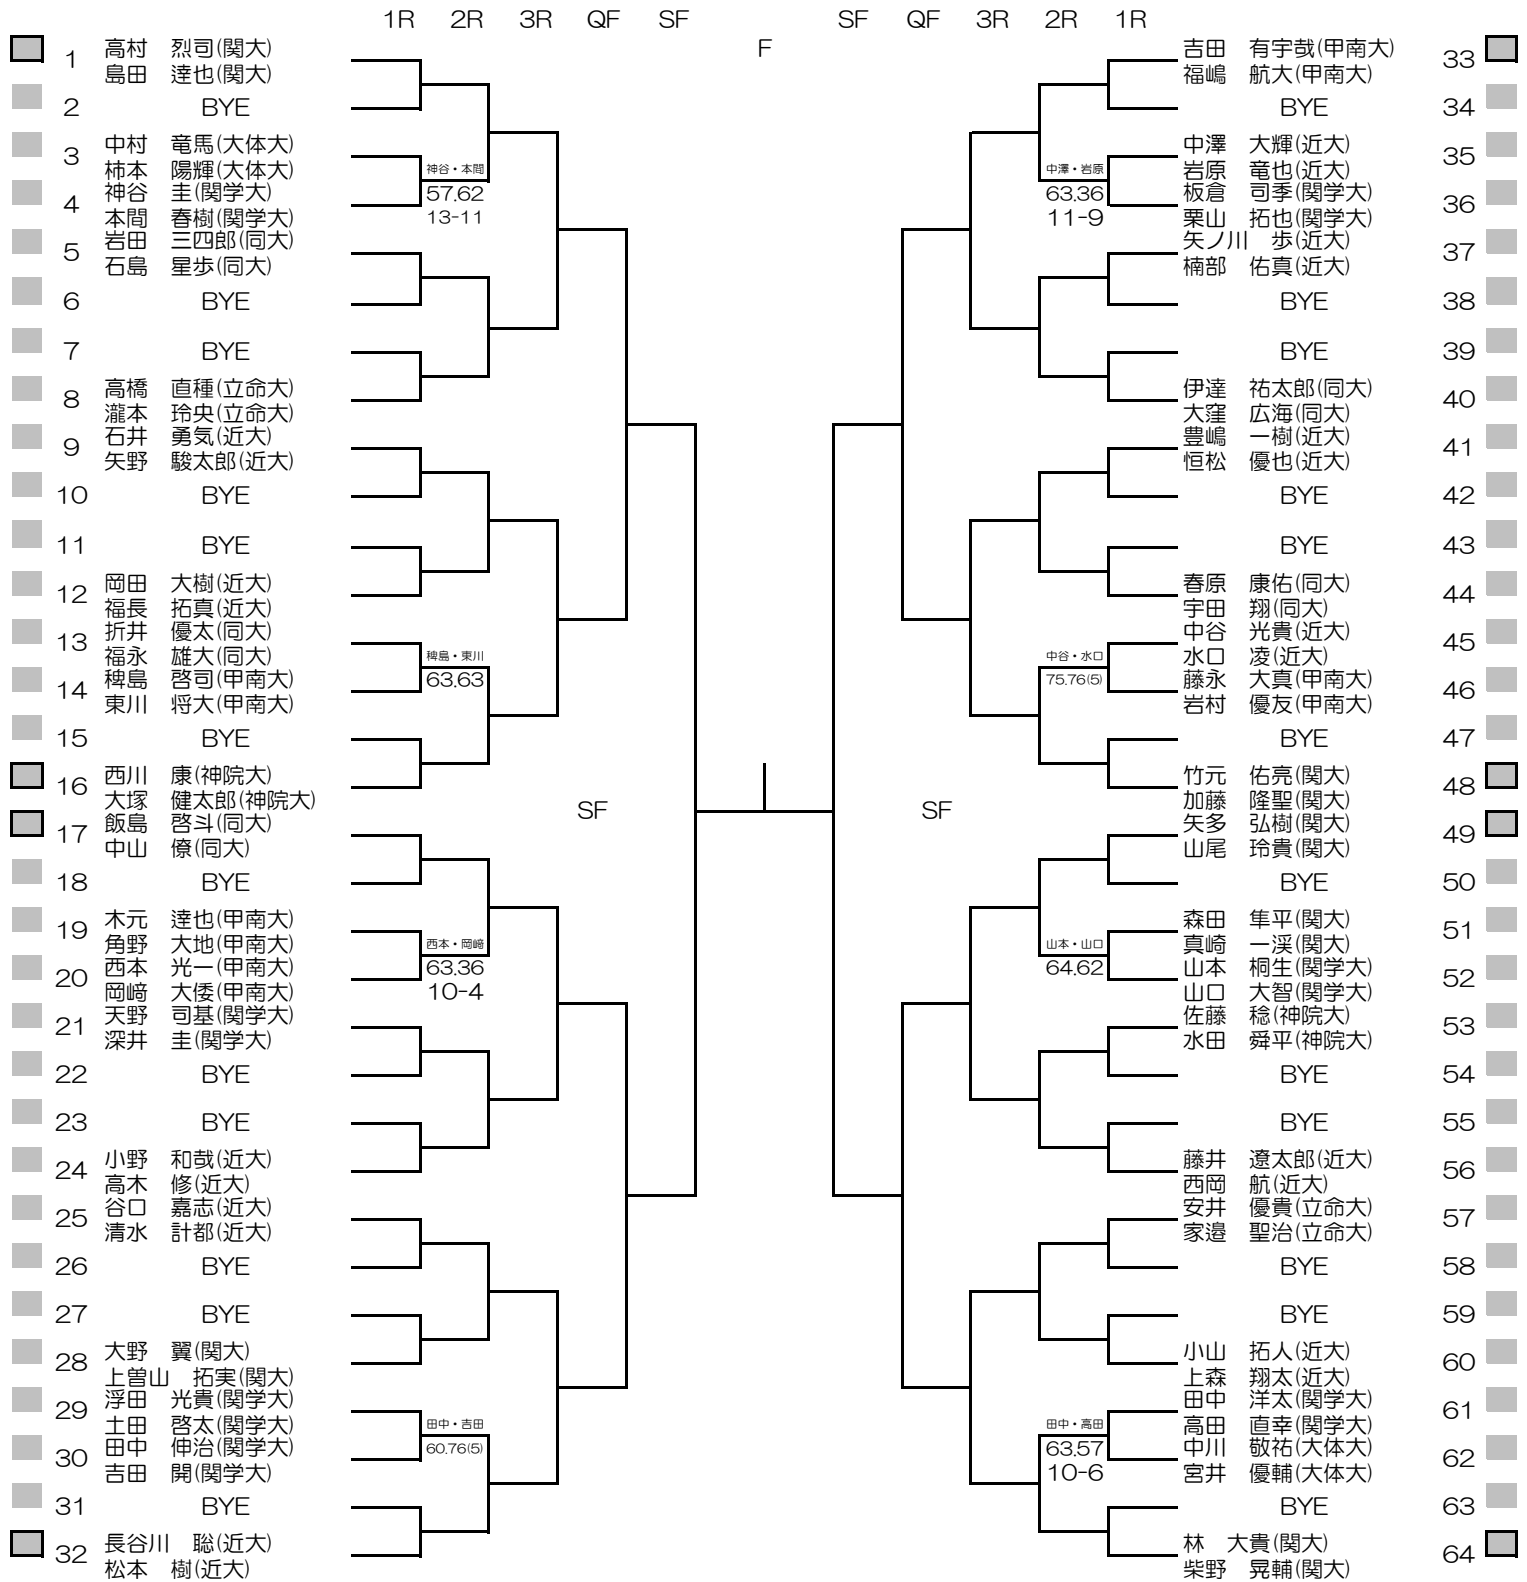 1R 2R 3R QF SF
SF QF 3R 2R 1R
F
1 高村 烈司(関大)
島田 達也(関大)
2 BYE
3 中村 竜馬(大体大)
柿本 陽輝(大体大)
神谷・本間
57.62
13-11
4 神谷 圭(関学大)
本間 春樹(関学大)
5 岩田 三四郎(同大)
石島 星歩(同大)
6 BYE
7 BYE
8 高橋 直種(立命大)
瀧本 玲央(立命大)
9 石井 勇気(近大)
矢野 駿太郎(近大)
10 BYE
11 BYE
12 岡田 大樹(近大)
福長 拓真(近大)
13 折井 優太(同大)
福永 雄大(同大)
稗島・東川
63.63
14 稗島 啓司(甲南大)
東川 将大(甲南大)
15 BYE
16 西川 康(神院大)
大塚 健太郎(神院大)
SF
17 飯島 啓斗(同大)
中山 僚(同大)
18 BYE
19 木元 達也(甲南大)
角野 大地(甲南大)
西本・岡﨑
63.36
10-4
20 西本 光一(甲南大)
岡﨑 大倭(甲南大)
21 天野 司基(関学大)
深井 圭(関学大)
22 BYE
23 BYE
24 小野 和哉(近大)
高木 修(近大)
25 谷口 嘉志(近大)
清水 計都(近大)
26 BYE
27 BYE
28 大野 翼(関大)
上曽山 拓実(関大)
29 浮田 光貴(関学大)
土田 啓太(関学大)
田中・吉田
60.76(5)
30 田中 伸治(関学大)
吉田 開(関学大)
31 BYE
32 長谷川 聡(近大)
松本 樹(近大)
吉田 有宇哉(甲南大) 33
福嶋 航大(甲南大)
BYE 34
中澤 大輝(近大) 35
岩原 竜也(近大)
中澤・岩原
63.36
11-9
板倉 司季(関学大) 36
栗山 拓也(関学大)
矢ノ川 歩(近大) 37
楠部 佑真(近大)
BYE 38
BYE 39
伊達 祐太郎(同大) 40
大窪 広海(同大)
豊嶋 一樹(近大) 41
恒松 優也(近大)
BYE 42
BYE 43
春原 康佑(同大) 44
宇田 翔(同大)
中谷 光貴(近大) 45
水口 凌(近大)
中谷・水口
75.76(5)
藤永 大真(甲南大) 46
岩村 優友(甲南大)
BYE 47
竹元 佑亮(関大) 48
加藤 隆聖(関大)
SF
矢多 弘樹(関大) 49
山尾 玲貴(関大)
BYE 50
森田 隼平(関大) 51
真崎 一渓(関大)
山本・山口
64.62
山本 桐生(関学大) 52
山口 大智(関学大)
佐藤 稔(神院大) 53
水田 舜平(神院大)
BYE 54
BYE 55
藤井 遼太郎(近大) 56
西岡 航(近大)
安井 優貴(立命大) 57
家邉 聖治(立命大)
BYE 58
BYE 59
小山 拓人(近大) 60
上森 翔太(近大)
田中 洋太(関学大) 61
高田 直幸(関学大)
田中・高田
63.57
10-6
中川 敬祐(大体大) 62
宮井 優輔(大体大)
BYE 63
林 大貴(関大) 64
柴野 晃輔(関大)